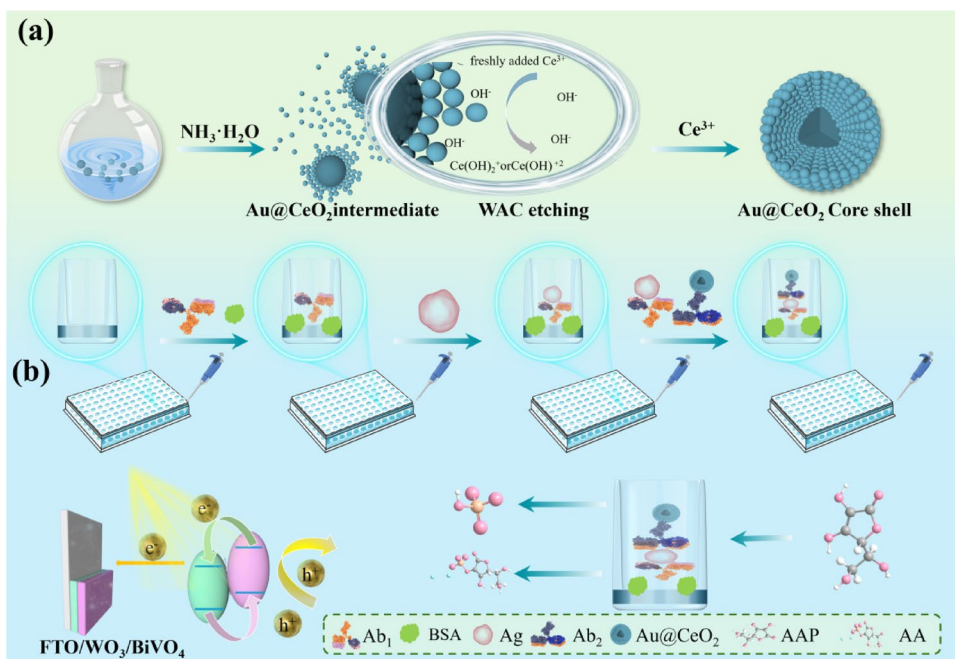 (a)
NH₃·H₂O
freshly added Ce³⁺
OH⁻
OH⁻
OH⁻
OH⁻
Ce(OH)₂⁺orCe(OH)⁺²
Ce³⁺
Au@CeO₂intermediate
WAC etching
Au@CeO₂ Core shell
(b)
e⁻
e⁻
h⁺
h⁺
FTO/WO₃/BiVO₄
Ab₁ BSA Ag Ab₂ Au@CeO₂ AAP AA